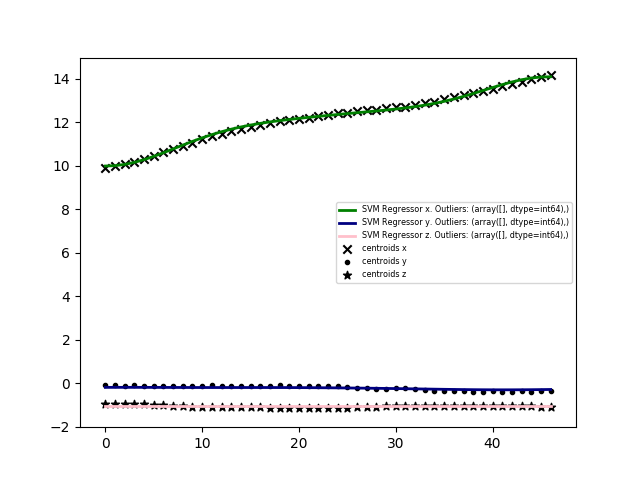 14
12
10
8
6
4
2
0
−2
SVM Regressor x. Outliers: (array([], dtype=int64),)
SVM Regressor y. Outliers: (array([], dtype=int64),)
SVM Regressor z. Outliers: (array([], dtype=int64),)
centroids x
centroids y
centroids z
0 10 20 30 40